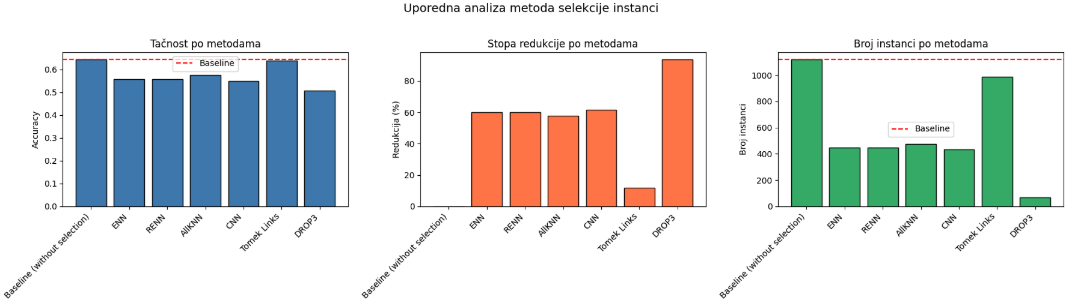 Uporedna analiza metoda selekcije instanci
Tačnost po metodama
Accuracy
0.6
0.5
0.4
0.3
0.2
0.1
0.0
Baseline
Baseline (without selection)
ENN
RENN
AllKNN
CNN
Tomek Links
DROP3
Stopa redukcije po metodama
Redukcija (%)
80
60
40
20
0
Baseline (without selection)
ENN
RENN
AllKNN
CNN
Tomek Links
DROP3
Broj instanci po metodama
Broj instanci
1000
800
600
400
200
0
Baseline
Baseline (without selection)
ENN
RENN
AllKNN
CNN
Tomek Links
DROP3